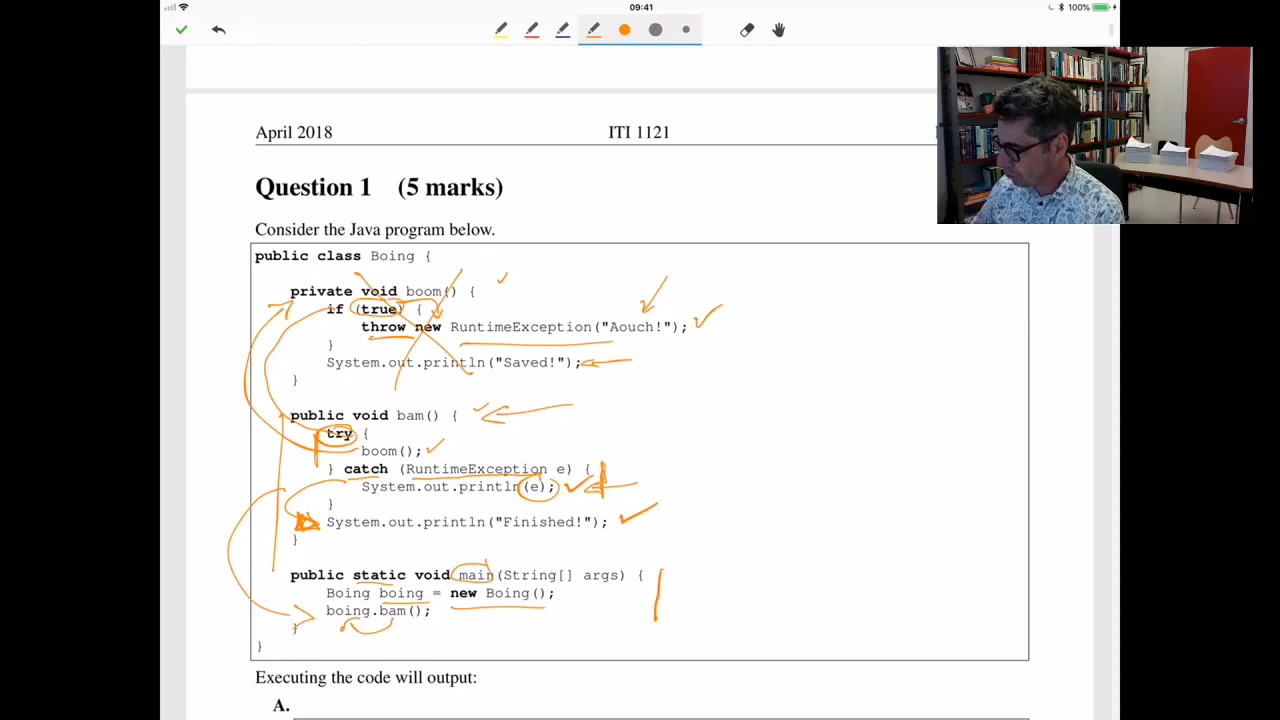 09:41
100%
April 2018 ITI 1121
Question 1 (5 marks)
Consider the Java program below.
public class Boing {
private void boom() {
if (true) {
throw new RuntimeException("Aouch!");
}
System.out.println("Saved!");
}
public void bam() {
try {
boom();
} catch (RuntimeException e) {
System.out.println(e);
}
System.out.println("Finished!");
}
public static void main(String[] args) {
Boing boing = new Boing();
boing.bam();
}
}
Executing the code will output:
A.